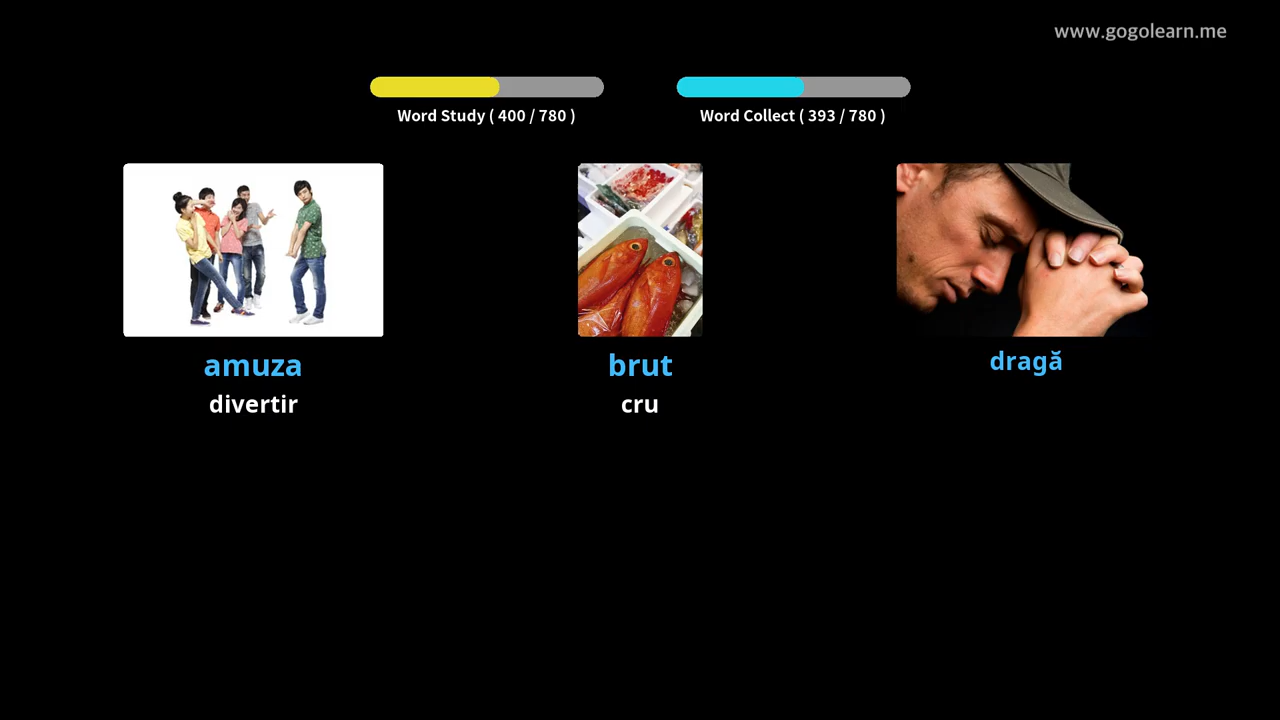 www.gogolearn.me
Word Study ( 400 / 780 )
Word Collect ( 393 / 780 )
amuza
divertir
brut
cru
dragă